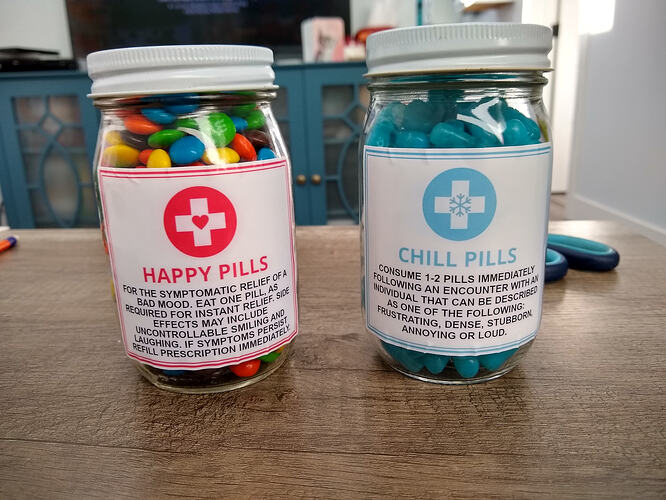 HAPPY PILLS
FOR THE SYMPTOMATIC RELIEF OF A
BAD MOOD. EAT ONE PILL, AS
REQUIRED FOR INSTANT RELIEF. SIDE
EFFECTS MAY INCLUDE
UNCONTROLLABLE SMILING AND
LAUGHING. IF SYMPTOMS PERSIST
REFILL PRESCRIPTION IMMEDIATELY.
CHILL PILLS
CONSUME 1-2 PILLS IMMEDIATELY
FOLLOWING AN ENCOUNTER WITH AN
INDIVIDUAL THAT CAN BE DESCRIBED
AS ONE OF THE FOLLOWING:
FRUSTRATING, DENSE, STUBBORN,
ANNOYING OR LOUD.